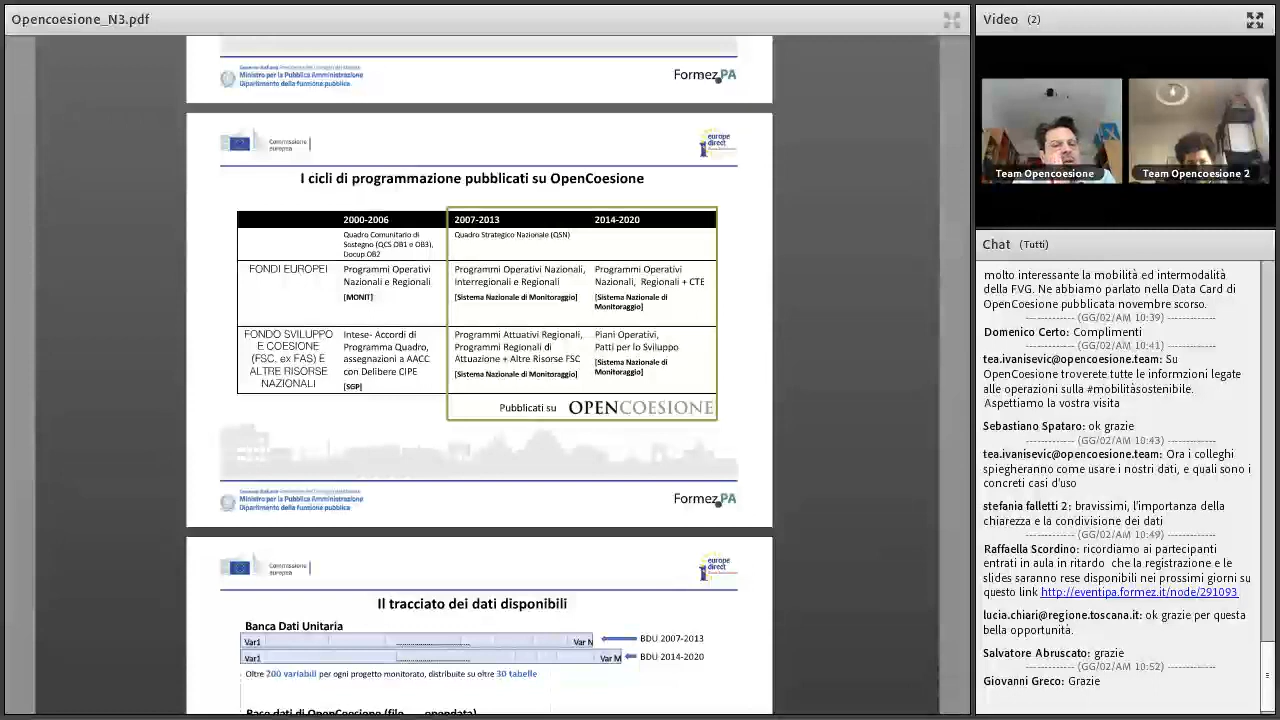 Opencoesione_N3.pdf
Ministro per la Pubblica Amministrazione
Dipartimento della funzione pubblica
FormezPA
Commissione
europea
europe
direct
I cicli di programmazione pubblicati su OpenCoesione
2000-2006
2007-2013
2014-2020
Quadro Comunitario di
Sostegno (QCS OB1 e OB3),
Docup OB2
Quadro Strategico Nazionale (QSN)
FONDI EUROPEI
Programmi Operativi
Nazionali e Regionali
[MONIT]
Programmi Operativi Nazionali,
Interregionali e Regionali
[Sistema Nazionale di Monitoraggio]
Programmi Operativi
Nazionali, Regionali + CTE
[Sistema Nazionale di
Monitoraggio]
FONDO SVILUPPO
E COESIONE
(FSC, ex FAS) E
ALTRE RISORSE
NAZIONALI
Intese- Accordi di
Programma Quadro,
assegnazioni a AACC
con Delibere CIPE
[SGP]
Programmi Attuativi Regionali,
Programmi Regionali di
Attuazione + Altre Risorse FSC
[Sistema Nazionale di Monitoraggio]
Piani Operativi,
Patti per lo Sviluppo
[Sistema Nazionale di
Monitoraggio]
Pubblicati su OPENCOESIONE
Ministro per la Pubblica Amministrazione
Dipartimento della funzione pubblica
FormezPA
Commissione
europea
europe
direct
Il tracciato dei dati disponibili
Banca Dati Unitaria
Var1 Var N BDU 2007-2013
Var1 Var M BDU 2014-2020
Oltre 200 variabili per ogni progetto monitorato, distribuite su oltre 30 tabelle
Video (2)
Team Opencoesione
Team Opencoesione 2
Chat (Tutti)
molto interessante la mobilità ed intermodalità
della FVG. Ne abbiamo parlato nella Data Card di
OpenCoesione pubblicata novembre scorso.
--------------- (GG/02/AM 10:39) ---------------
Domenico Certo: Complimenti
--------------- (GG/02/AM 10:41) ---------------
tea.ivanisevic@opencoesione.team: Su
OpenCoesione troverete tutte le informzioni legate
alle operazioni sulla #mobilitàsostenibile.
Aspettiamo la vostra visita
Sebastiano Spataro: ok grazie
--------------- (GG/02/AM 10:43) ---------------
tea.ivanisevic@opencoesione.team: Ora i colleghi
spiegheranno come usare i nostri dati, e quali sono i
concreti casi d'uso
stefania falletti 2: bravissimi, l'importanza della
chiarezza e la condivisione dei dati
--------------- (GG/02/AM 10:49) ---------------
Raffaella Scordino: ricordiamo ai partecipanti
entrati in aula in ritardo che la registrazione e le
slides saranno rese disponibili nei prossimi giorni su
questo link http://eventipa.formez.it/node/291093
lucia.chiari@regione.toscana.it: ok grazie per questa
bella opportunità.
Salvatore Abruscato: grazie
--------------- (GG/02/AM 10:52) ---------------
Giovanni Greco: Grazie